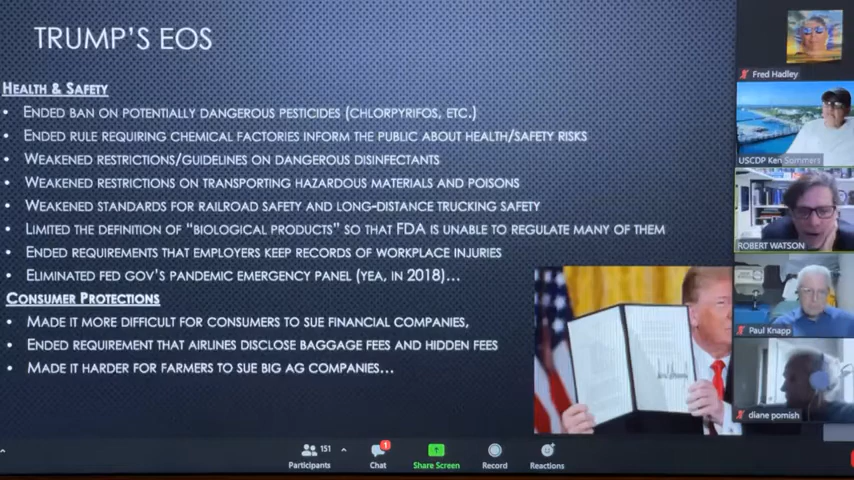 TRUMP'S EOS
HEALTH & SAFETY
• ENDED BAN ON POTENTIALLY DANGEROUS PESTICIDES (CHLORPYRIFOS, ETC.)
• ENDED RULE REQUIRING CHEMICAL FACTORIES INFORM THE PUBLIC ABOUT HEALTH/SAFETY RISKS
• WEAKENED RESTRICTIONS/GUIDELINES ON DANGEROUS DISINFECTANTS
• WEAKENED RESTRICTIONS ON TRANSPORTING HAZARDOUS MATERIALS AND POISONS
• WEAKENED STANDARDS FOR RAILROAD SAFETY AND LONG-DISTANCE TRUCKING SAFETY
• LIMITED THE DEFINITION OF "BIOLOGICAL PRODUCTS" SO THAT FDA IS UNABLE TO REGULATE MANY OF THEM
• ENDED REQUIREMENTS THAT EMPLOYERS KEEP RECORDS OF WORKPLACE INJURIES
• ELIMINATED FED GOV'S PANDEMIC EMERGENCY PANEL (YEA, IN 2018)...
CONSUMER PROTECTIONS
• MADE IT MORE DIFFICULT FOR CONSUMERS TO SUE FINANCIAL COMPANIES,
• ENDED REQUIREMENT THAT AIRLINES DISCLOSE BAGGAGE FEES AND HIDDEN FEES
• MADE IT HARDER FOR FARMERS TO SUE BIG AG COMPANIES...
Fred Hadley
USCDP Ken Sommers
ROBERT WATSON
Paul Knapp
diane pomish
151
1
Participants
Chat
Share Screen
Record
Reactions